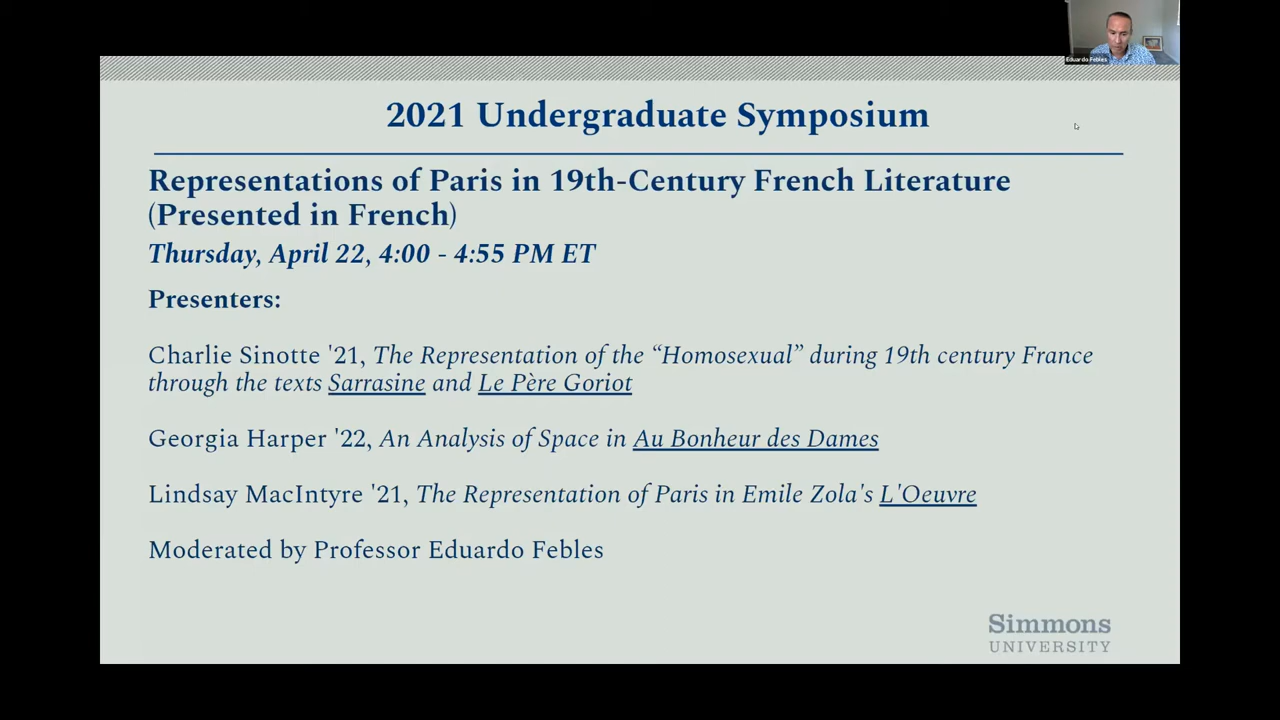 Eduardo Febles
2021 Undergraduate Symposium
Representations of Paris in 19th-Century French Literature
(Presented in French)
Thursday, April 22, 4:00 - 4:55 PM ET
Presenters:
Charlie Sinotte '21, The Representation of the “Homosexual” during 19th century France
through the texts Sarrasine and Le Père Goriot
Georgia Harper '22, An Analysis of Space in Au Bonheur des Dames
Lindsay MacIntyre '21, The Representation of Paris in Emile Zola's L'Oeuvre
Moderated by Professor Eduardo Febles
Simmons
UNIVERSITY